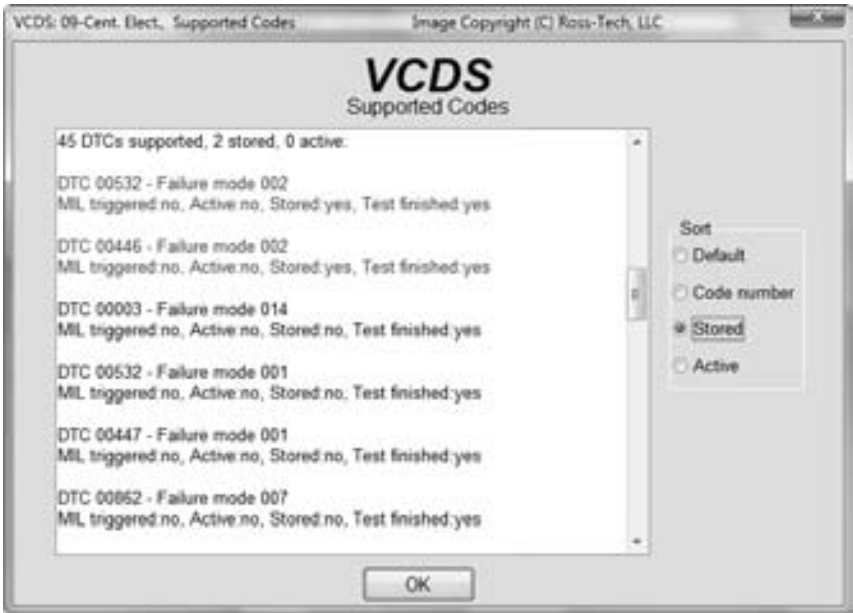 VCDS: 09-Cent. Elect, Supported Codes Image Copyright (C) Ross-Tech, LLC
VCDS
Supported Codes
45 DTCs supported, 2 stored, 0 active:
DTC 00532 - Failure mode 002
MIL triggered:no, Active:no, Stored:yes, Test finished:yes
DTC 00446 - Failure mode 002
MIL triggered:no, Active:no, Stored:yes, Test finished:yes
DTC 00003 - Failure mode 014
MIL triggered:no, Active:no, Stored:no, Test finished:yes
DTC 00532 - Failure mode 001
MIL triggered:no, Active:no, Stored:no, Test finished:yes
DTC 00447 - Failure mode 001
MIL triggered:no, Active:no, Stored:no, Test finished:yes
DTC 00862 - Failure mode 007
MIL triggered:no, Active:no, Stored:no, Test finished:yes
Sort
Default
Code number
Stored
Active
OK